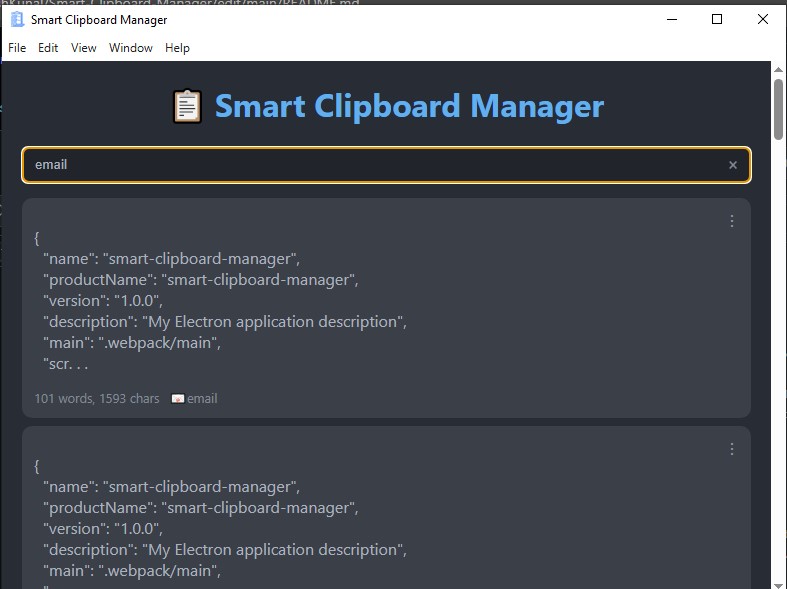 Smart Clipboard Manager
File Edit View Window Help
Smart Clipboard Manager
email ×
{
"name": "smart-clipboard-manager",
"productName": "smart-clipboard-manager",
"version": "1.0.0",
"description": "My Electron application description",
"main": ".webpack/main",
"scr. . .
101 words, 1593 chars email
{
"name": "smart-clipboard-manager",
"productName": "smart-clipboard-manager",
"version": "1.0.0",
"description": "My Electron application description",
"main": ".webpack/main",